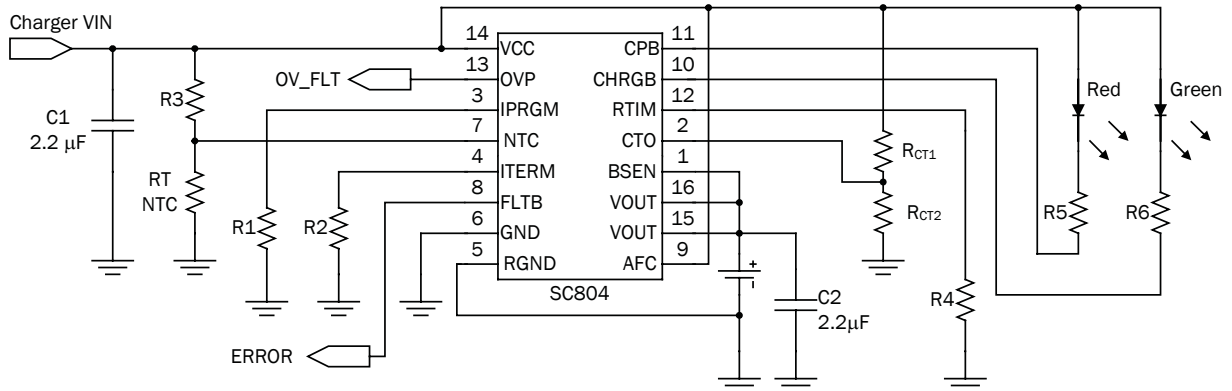 Charger VIN
14
VCC
13
OVP
OV_FLT
3
IPRGM
7
NTC
4
ITERM
8
FLTB
6
GND
5
RGND
CPB
11
CHRGB
10
RTIM
12
CTO
2
BSEN
1
VOUT
16
VOUT
15
AFC
9
SC804
C1
2.2 µF
R3
RT
NTC
R1
R2
ERROR
+
C2
2.2µF
RCT1
RCT2
R4
Red
Green
R5
R6